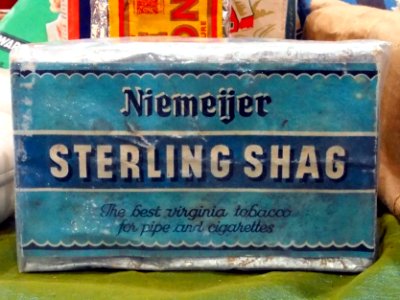 Niemeijer
STERLING SHAG
The best virginia tobacco
for pipe and cigarettes